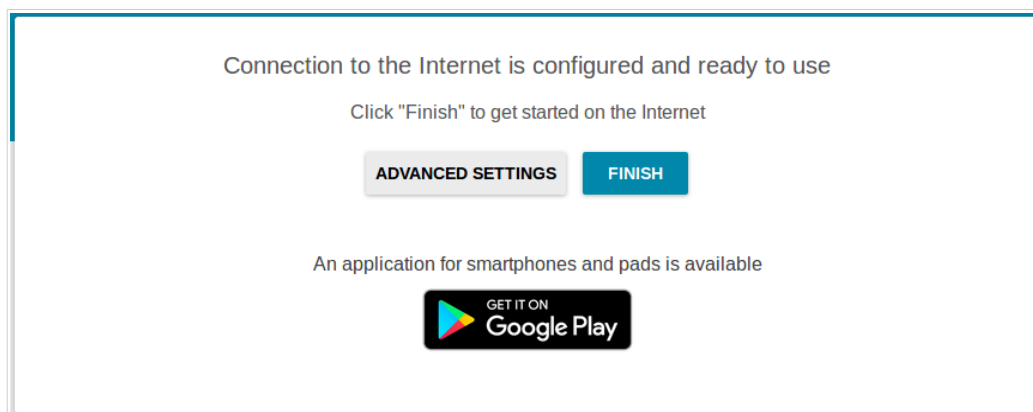 Connection to the Internet is configured and ready to use
Click "Finish" to get started on the Internet
ADVANCED SETTINGS FINISH
An application for smartphones and pads is available
GET IT ON
Google Play